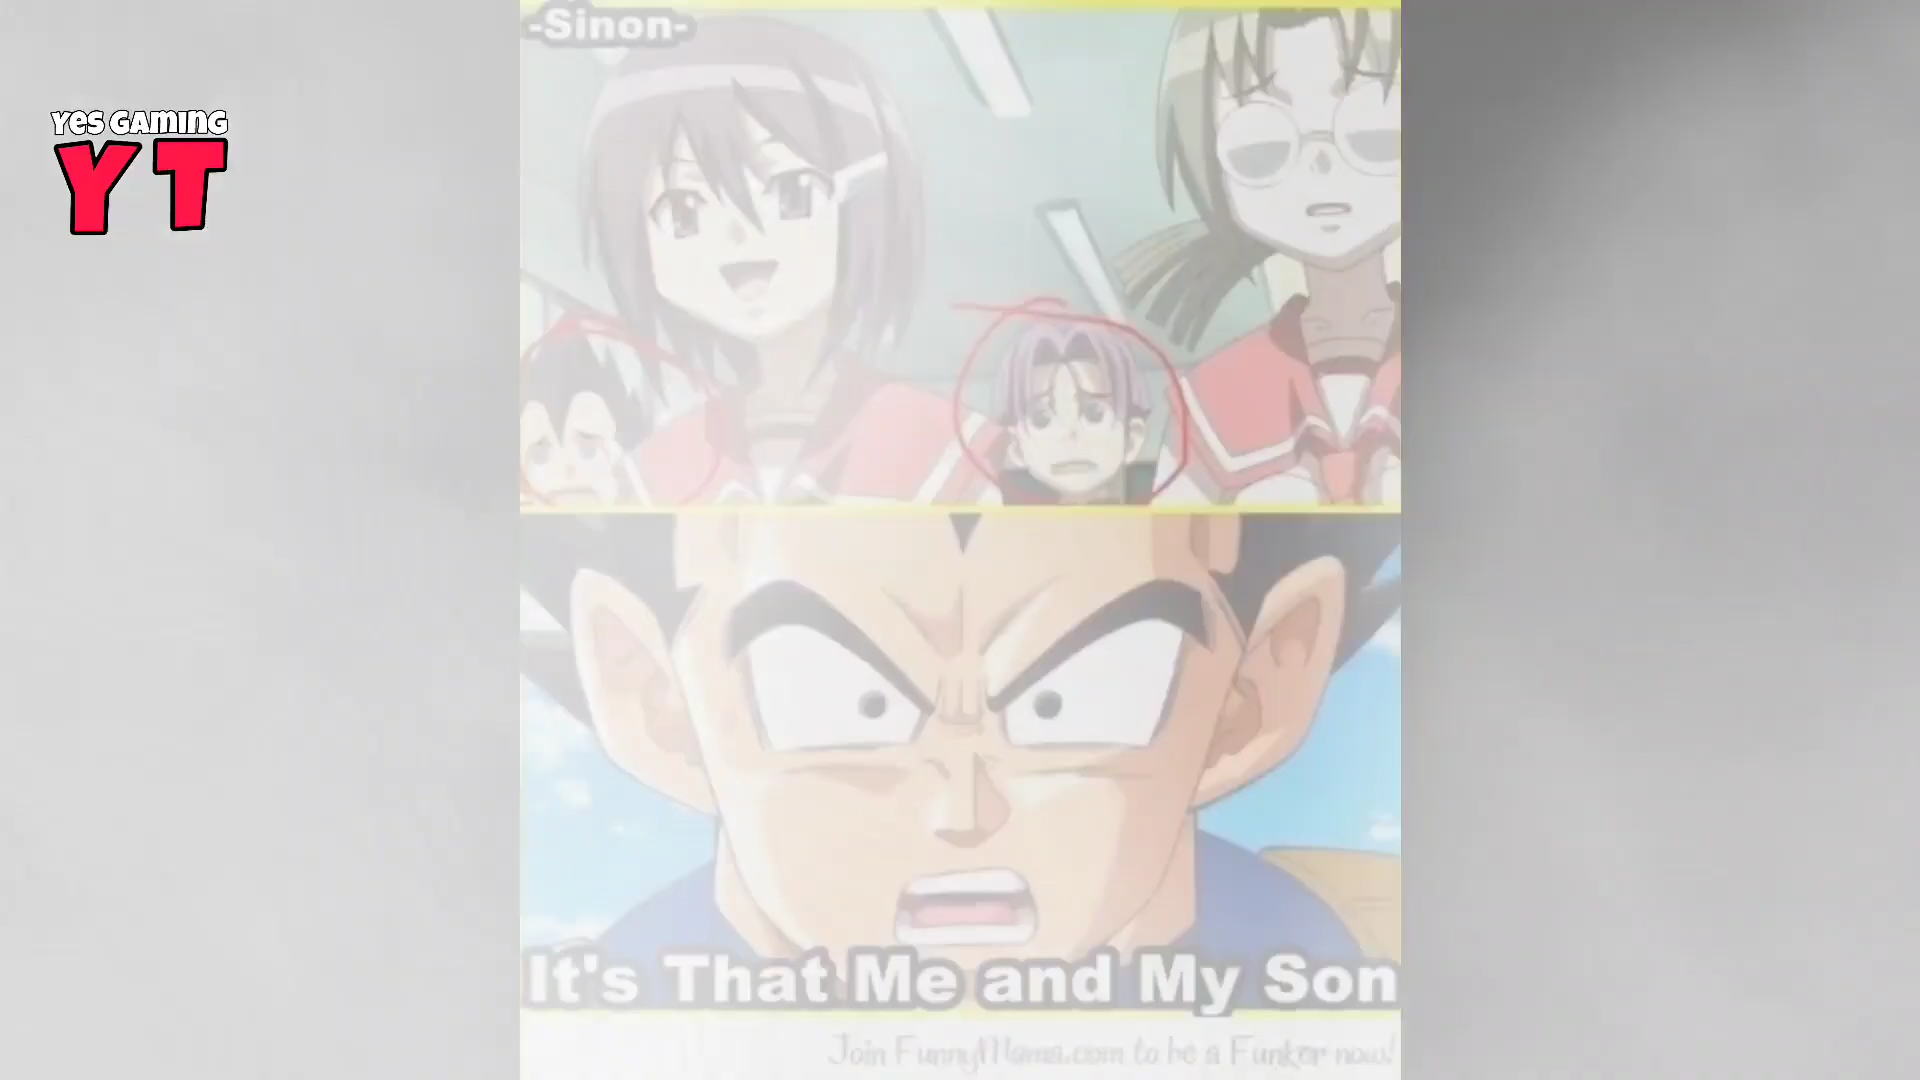 -Sinon-
YES GAMING
YT
It's That Me and My Son
Join FunnyMama.com to be a Funker now!